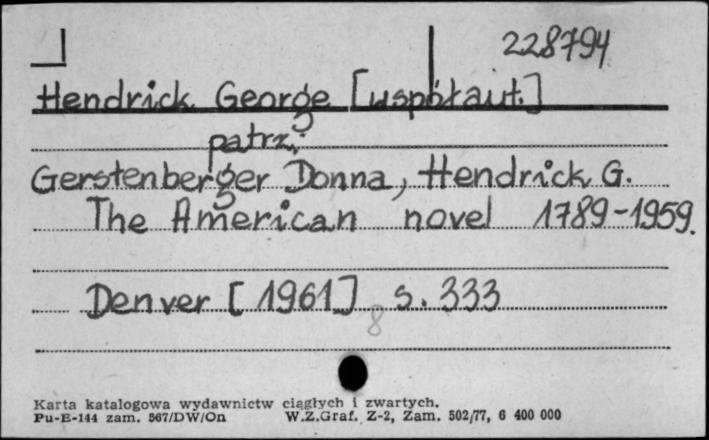 228794
Hendrick George [współaut.]
patrz:
Gerstenberger Donna, Hendrick G.
The American novel 1789-1959.
Denver [1961] s. 333
8
Karta katalogowa wydawnictw ciągłych i zwartych.
Pu-E-144 zam. 567/DW/On W.Z.Graf. Z-2, Zam. 502/77, 6 400 000